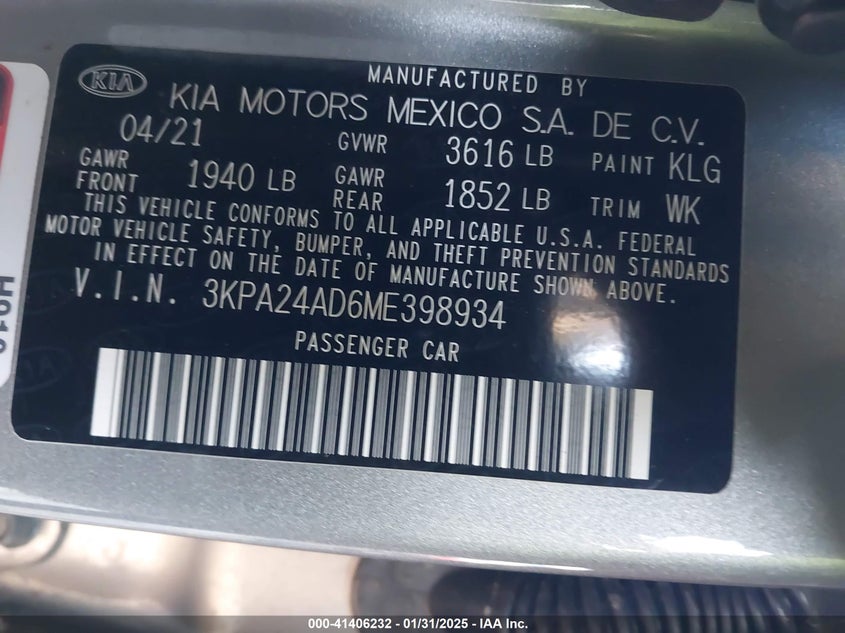 MANUFACTURED BY
KIA KIA MOTORS MEXICO S.A. DE C.V.
04/21 GVWR 3616 LB PAINT KLG
GAWR FRONT 1940 LB GAWR REAR 1852 LB TRIM WK
THIS VEHICLE CONFORMS TO ALL APPLICABLE U.S.A. FEDERAL
MOTOR VEHICLE SAFETY, BUMPER, AND THEFT PREVENTION STANDARDS
IN EFFECT ON THE DATE OF MANUFACTURE SHOWN ABOVE.
V.I.N. 3KPA24AD6ME398934
PASSENGER CAR
000-41406232 - 01/31/2025 - IAA Inc.